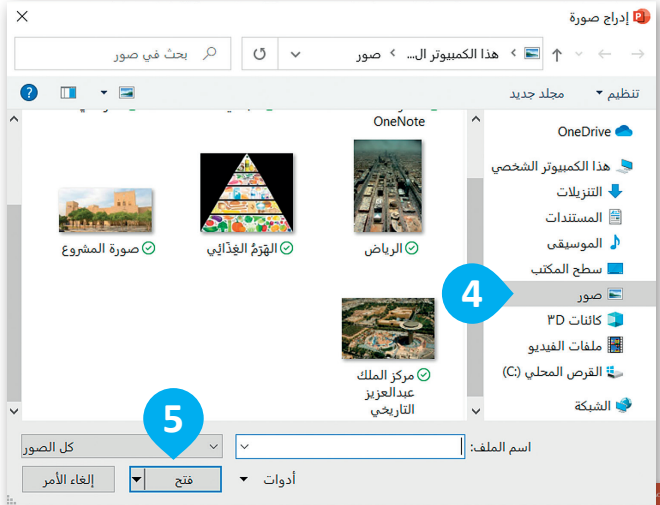 إدراج صورة
هذا الكمبيوتر ال... صور
بحث في صور
تنظيم
مجلد جديد
OneDrive
هذا الكمبيوتر الشخصي
التنزيلات
المستندات
الموسيقى
سطح المكتب
صور
كائنات ٣D
ملفات الفيديو
القرص المحلي (C:)
الشبكة
4
OneNote
الرياض
الهَرَمُ الغِذَائِي
صورة المشروع
مركز الملك
عبدالعزيز
التاريخي
5
اسم الملف:
كل الصور
أدوات
فتح
إلغاء الأمر